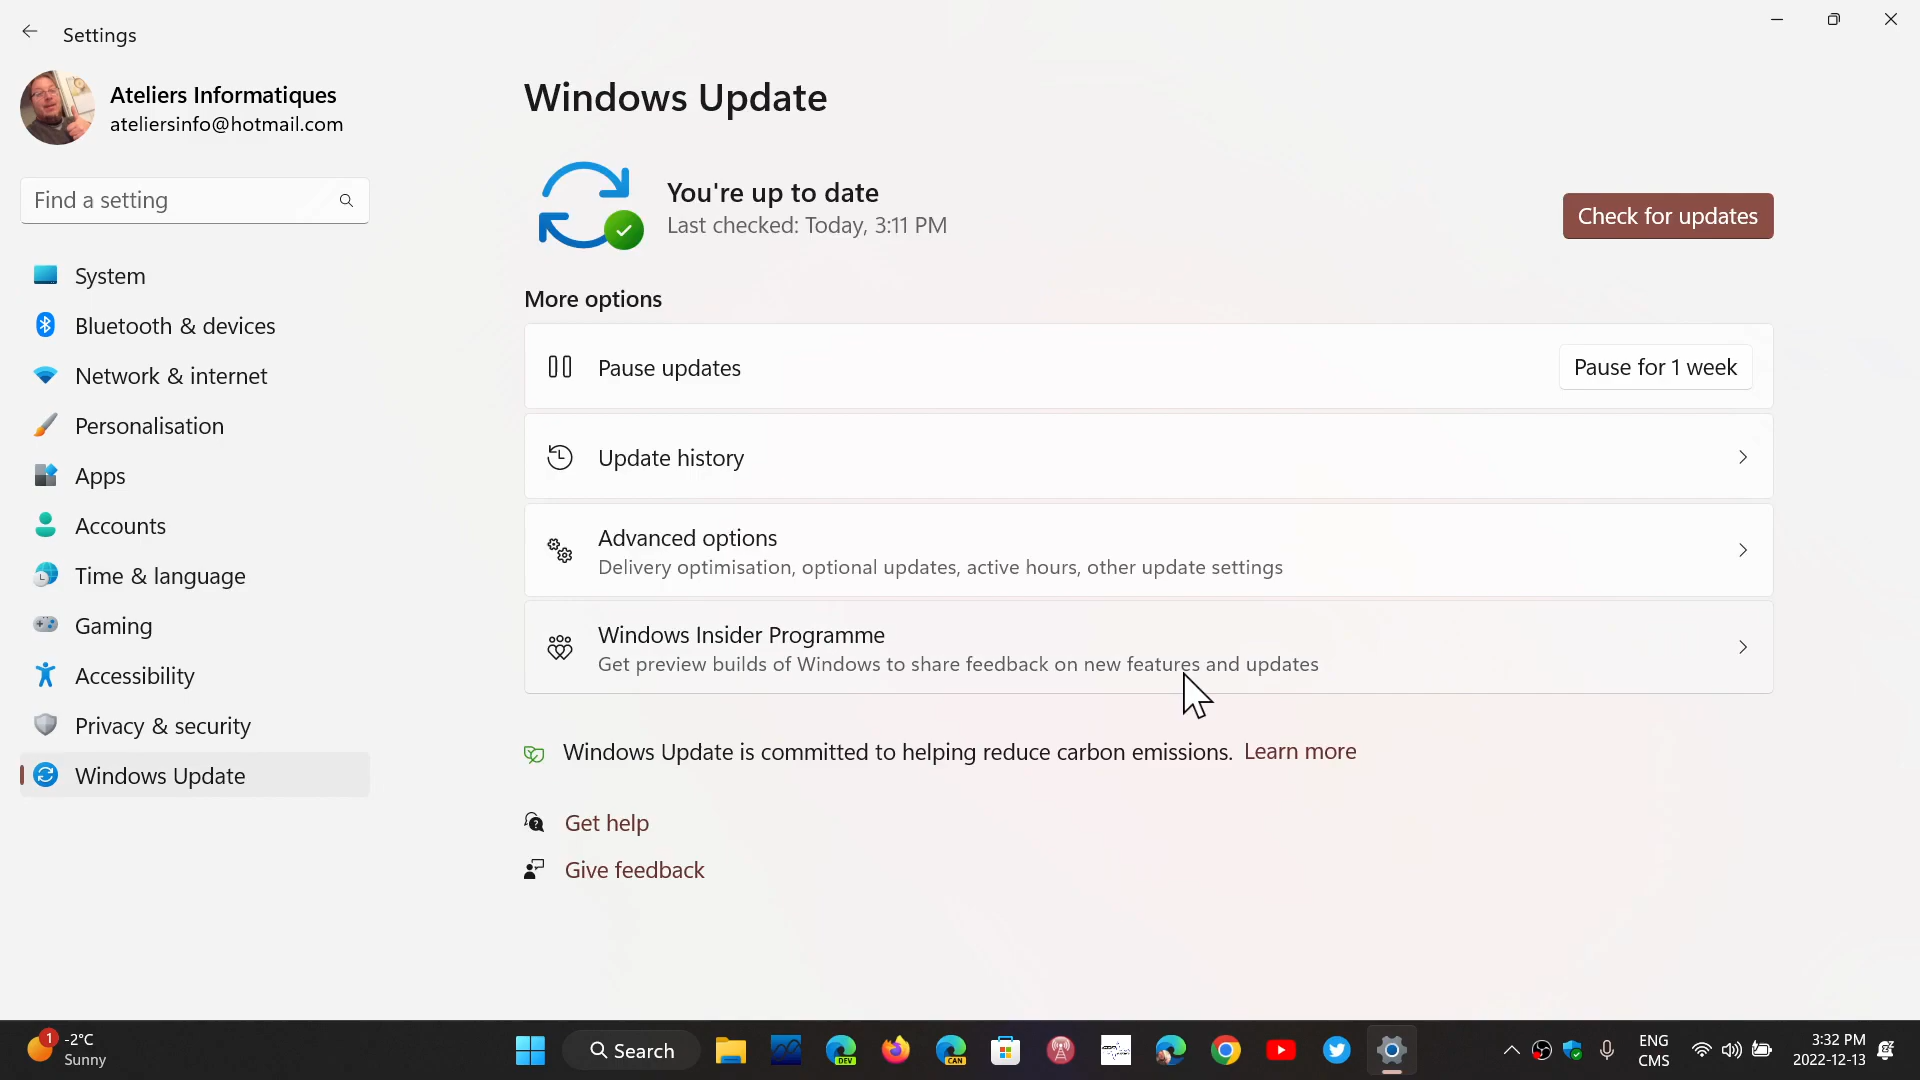 Settings
Ateliers Informatiques
ateliersinfo@hotmail.com
Find a setting
System
Bluetooth & devices
Network & internet
Personalisation
Apps
Accounts
Time & language
Gaming
Accessibility
Privacy & security
Windows Update
Windows Update
You're up to date
Last checked: Today, 3:11 PM
Check for updates
More options
Pause updates
Pause for 1 week
Update history
Advanced options
Delivery optimisation, optional updates, active hours, other update settings
Windows Insider Programme
Get preview builds of Windows to share feedback on new features and updates
Windows Update is committed to helping reduce carbon emissions. Learn more
Get help
Give feedback
1
-2°C
Sunny
Search
DEV
CAN
ENG
CMS
3:32 PM
2022-12-13